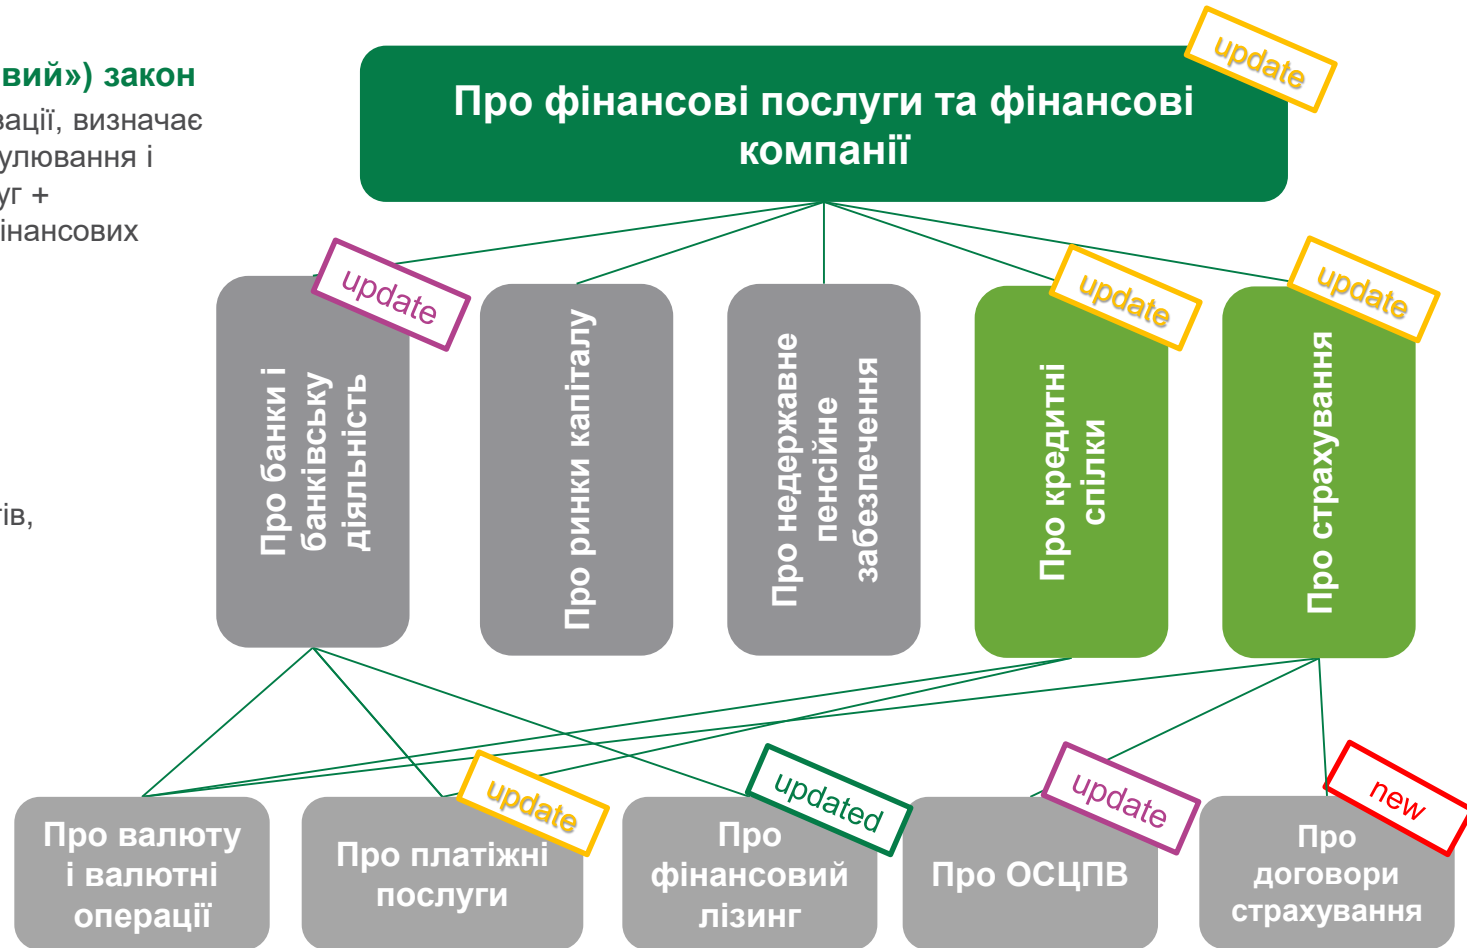 вий») закон
зації, визначає
улювання і
уг +
інансових
ів,
update
Про фінансові послуги та фінансові
компанії
update
Про банки і
банківську
діяльність
Про ринки капіталу
Про недержавне
пенсійне
забезпечення
update
Про кредитні
спілки
update
Про страхування
Про валюту
і валютні
операції
update
Про платіжні
послуги
updated
Про
фінансовий
лізинг
update
Про ОСЦПВ
new
Про
договори
страхування